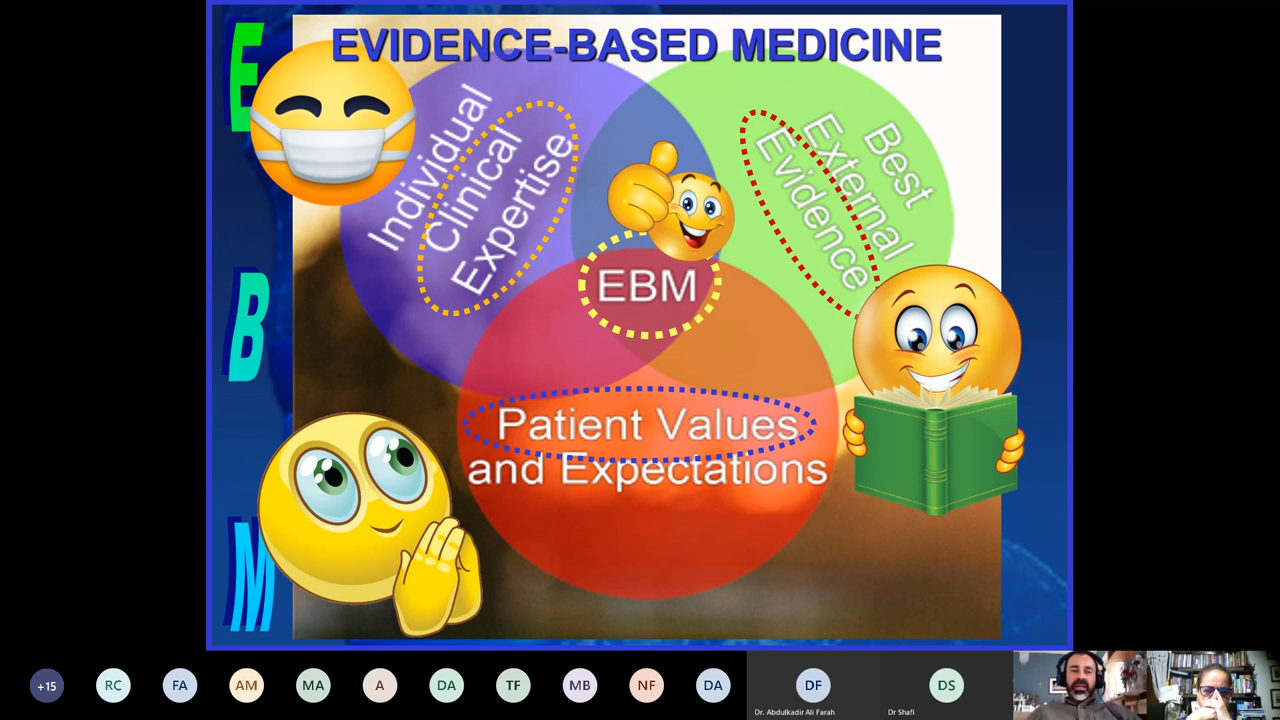 EVIDENCE-BASED MEDICINE
E
B
M
Individual
Clinical
Expertise
Best
External
Evidence
EBM
Patient Values
and Expectations
+15
RC
FA
AM
MA
A
DA
TF
MB
NF
DA
DF
DS
Dr. Abdulkadir Ali Farah
Dr Shafi